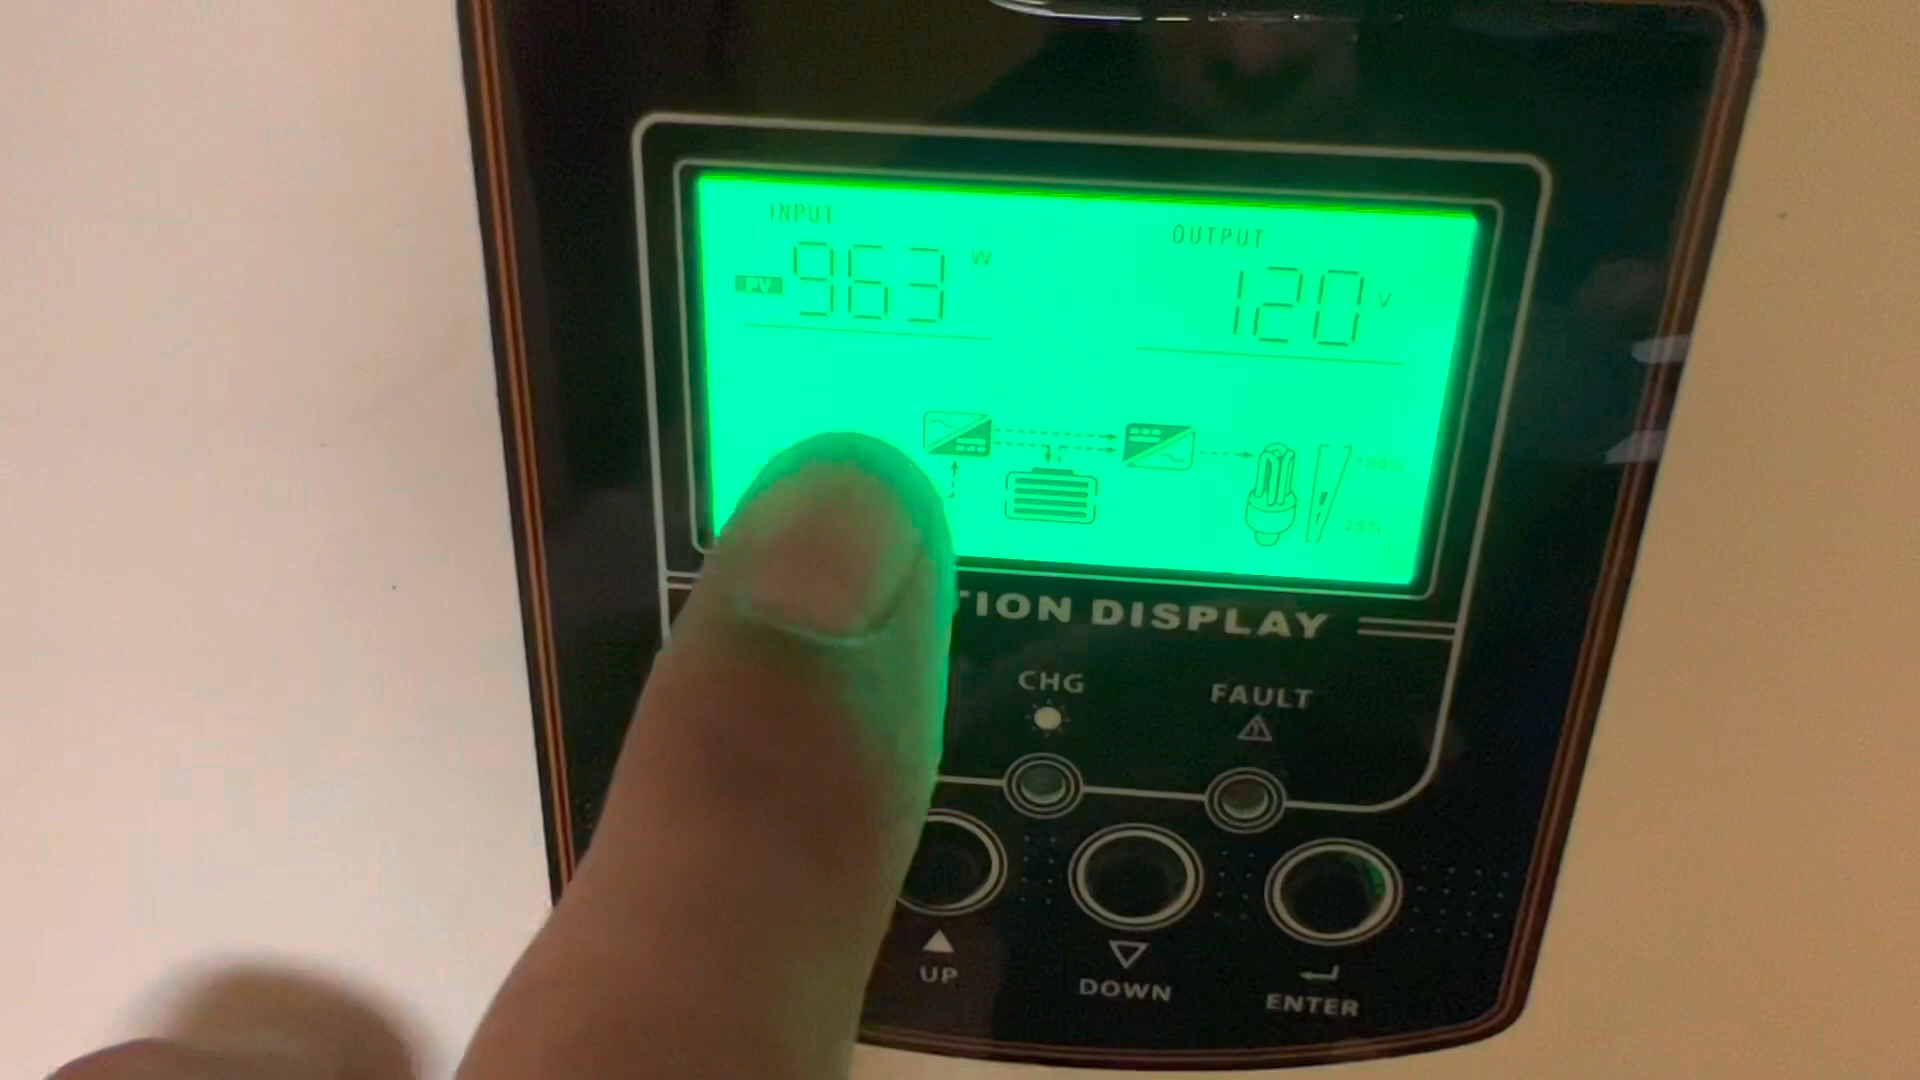 INPUT
OUTPUT
PV 963 W
120 V
100%
25%
TION DISPLAY
CHG
FAULT
UP
DOWN
ENTER